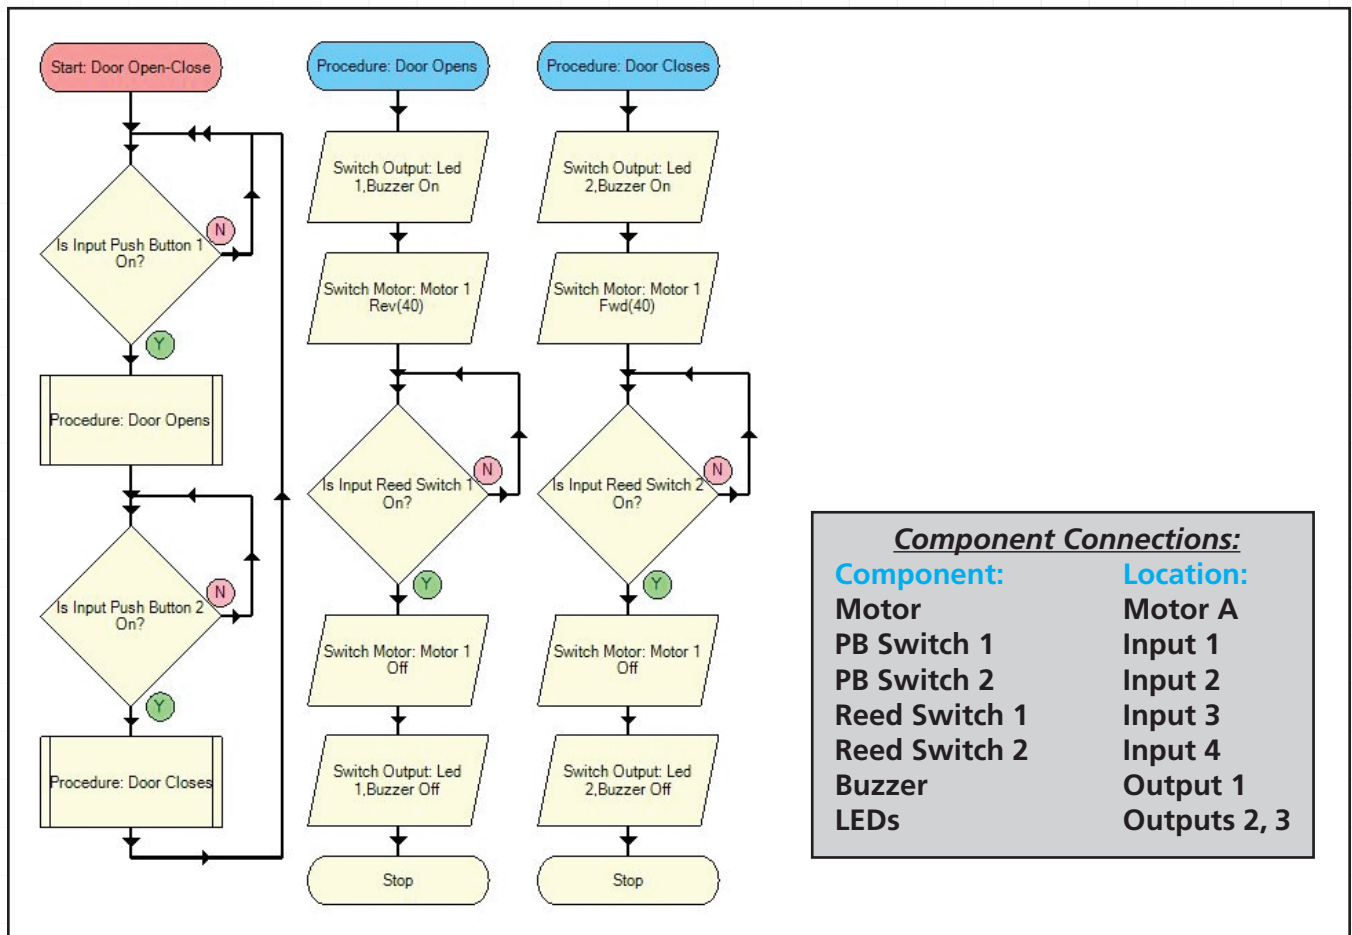 Start: Door Open-Close
Is Input Push Button 1
On?
N
Y
Procedure: Door Opens
Is Input Push Button 2
On?
N
Y
Procedure: Door Closes
Procedure: Door Opens
Switch Output: Led
1,Buzzer On
Switch Motor: Motor 1
Rev(40)
Is Input Reed Switch 1
On?
N
Y
Switch Motor: Motor 1
Off
Switch Output: Led
1,Buzzer Off
Stop
Procedure: Door Closes
Switch Output: Led
2,Buzzer On
Switch Motor: Motor 1
Fwd(40)
Is Input Reed Switch 2
On?
N
Y
Switch Motor: Motor 1
Off
Switch Output: Led
2,Buzzer Off
Stop
Component Connections:
Component: Location:
Motor Motor A
PB Switch 1 Input 1
PB Switch 2 Input 2
Reed Switch 1 Input 3
Reed Switch 2 Input 4
Buzzer Output 1
LEDs Outputs 2, 3